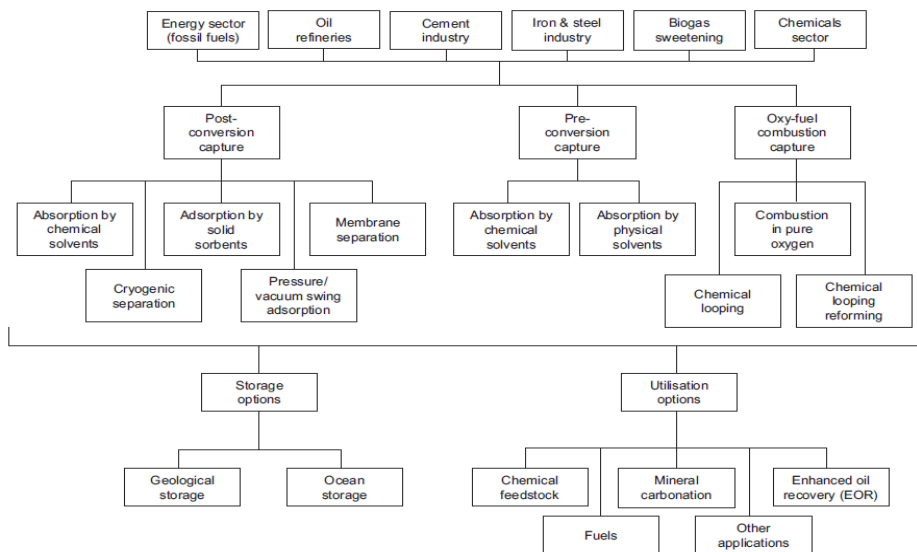 Energy sector
(fossil fuels)
Oil
refineries
Cement
industry
Iron & steel
industry
Biogas
sweetening
Chemicals
sector
Post-
conversion
capture
Pre-
conversion
capture
Oxy-fuel
combustion
capture
Absorption by
chemical
solvents
Adsorption by
solid
sorbents
Membrane
separation
Absorption by
chemical
solvents
Absorption by
physical
solvents
Combustion
in pure
oxygen
Cryogenic
separation
Pressure/
vacuum swing
adsorption
Chemical
looping
Chemical
looping
reforming
Storage
options
Utilisation
options
Geological
storage
Ocean
storage
Chemical
feedstock
Mineral
carbonation
Enhanced oil
recovery (EOR)
Fuels
Other
applications